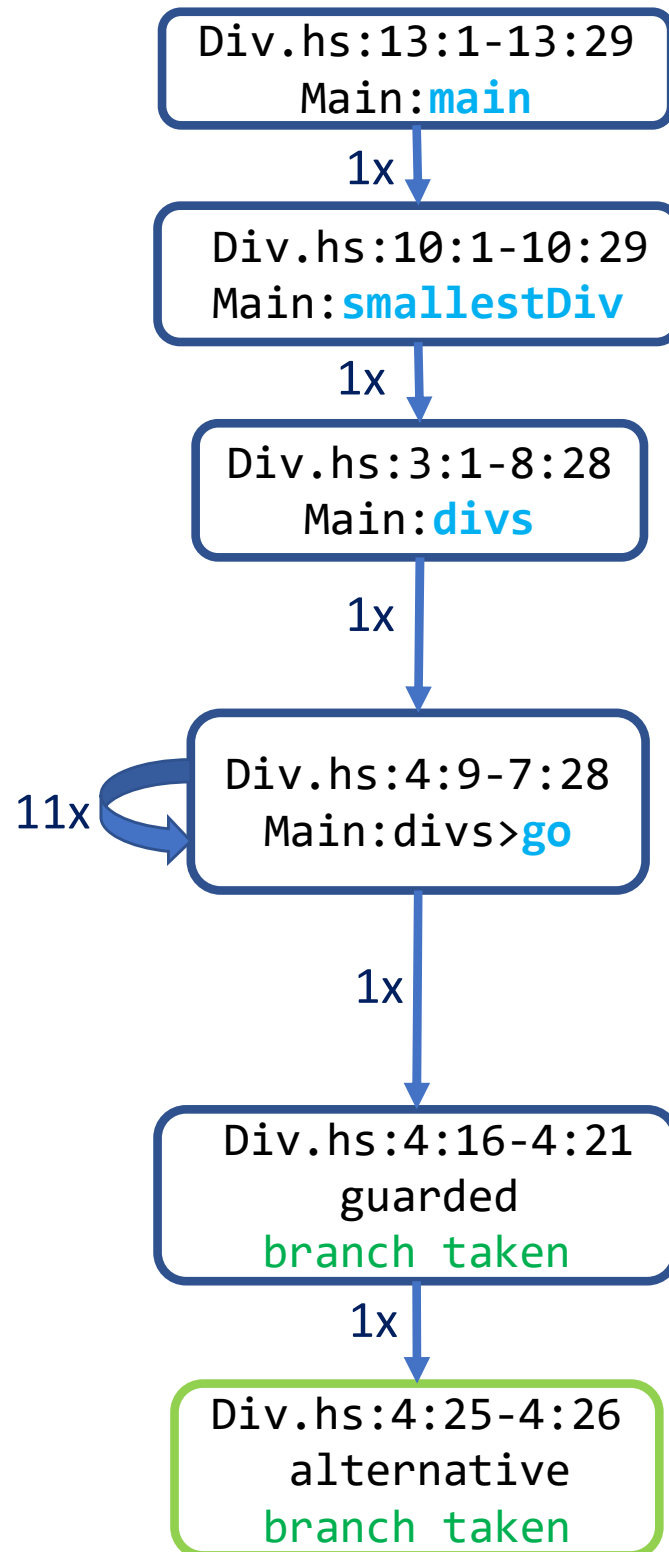 Div.hs:13:1-13:29
Main:main
1x
Div.hs:10:1-10:29
Main:smallestDiv
1x
Div.hs:3:1-8:28
Main:divs
1x
Div.hs:4:9-7:28
Main:divs>go
11x
1x
Div.hs:4:16-4:21
guarded
branch taken
1x
Div.hs:4:25-4:26
alternative
branch taken